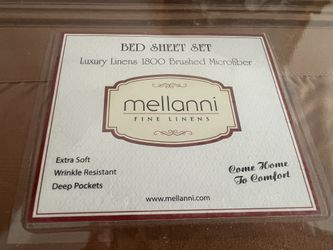 BED SHEET SET
Luxury Linens 1800 Brushed Microfiber
mellanni
FINE LINENS
Extra Soft
Wrinkle Resistant
Deep Pockets
Come Home
To Comfort
www.mellanni.com